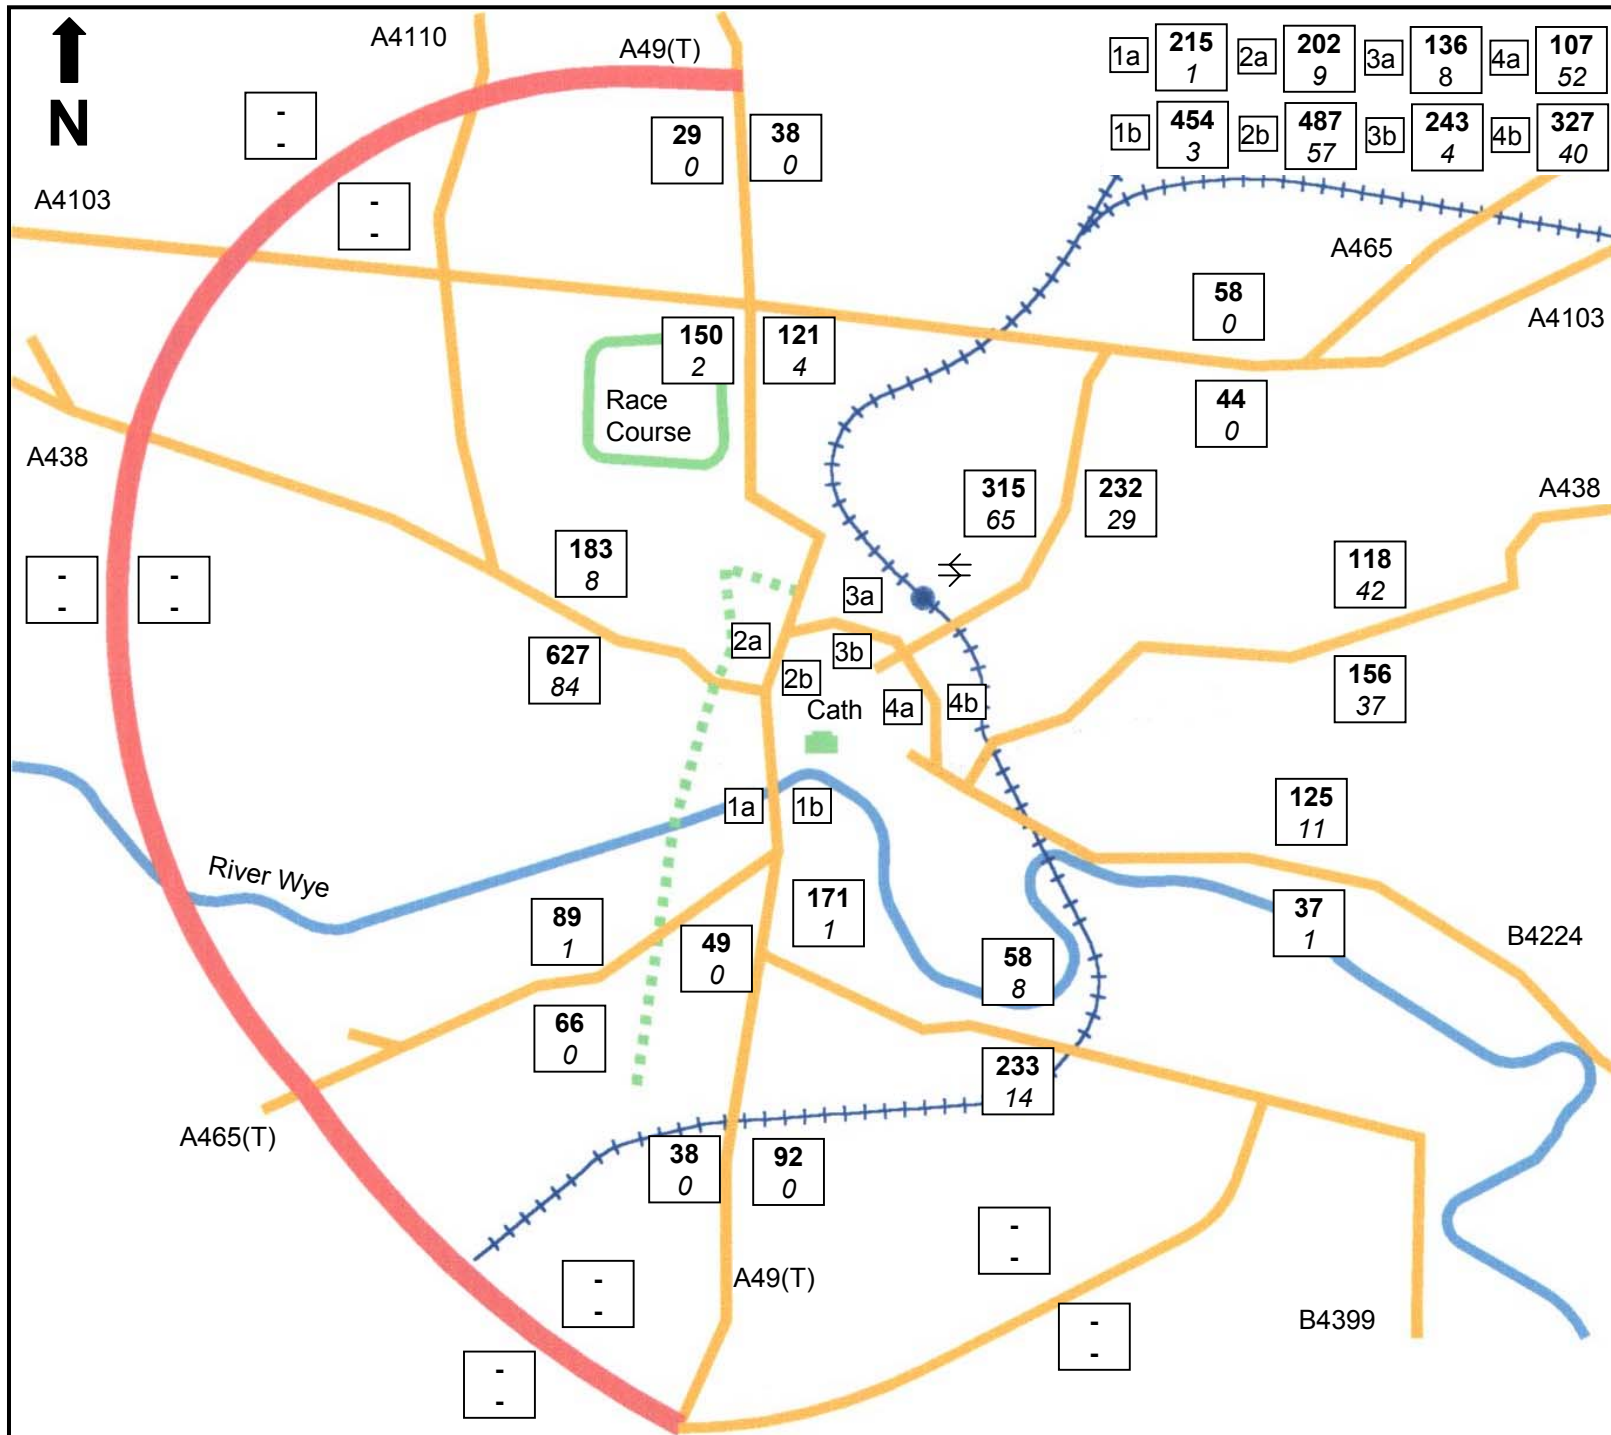 A4110
A49(T)
1a 215 2a 202 3a 136 4a 107
1 9 8 52
N
1b 454 2b 487 3b 243 4b 327
3 57 4 40
-
-
29 38
0 0
A4103
-
-
A465
58
0
A4103
150 121
2 4
Race
Course
44
0
A438
315 232
65 29
A438
183
8
118
42
- -
- -
3a
2a
3b
627
84
2b
156
37
Cath 4a 4b
1a 1b
125
11
River Wye
89
1
171
1
49
0
58
8
37
1
B4224
66
0
233
14
A465(T)
38 92
0 0
-
-
-
-
A49(T)
B4399
-
-
-
-